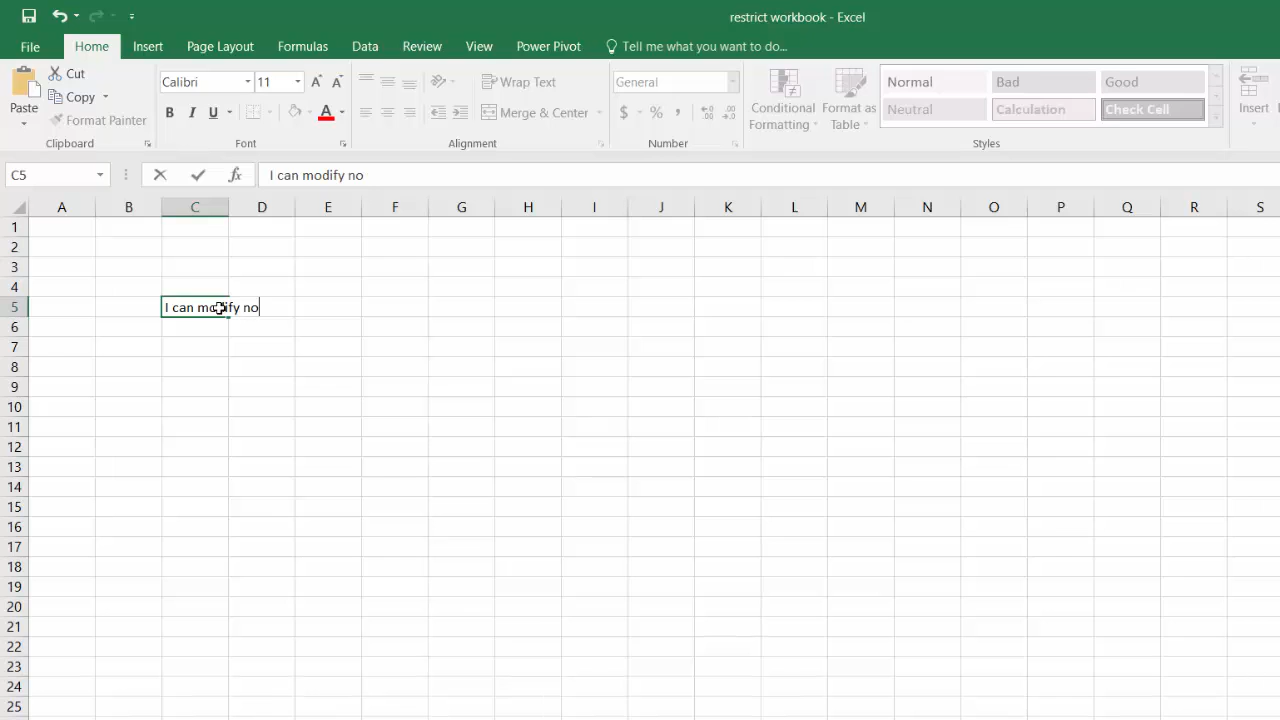 restrict workbook - Excel
File Home Insert Page Layout Formulas Data Review View Power Pivot Tell me what you want to do...
Paste
Cut
Copy
Format Painter
Clipboard
Calibri 11 A A
B I U A
Font
Wrap Text
Merge & Center
Alignment
General
$ % ,
Number
Conditional Formatting
Format as Table
Normal Bad Good
Neutral Calculation Check Cell
Styles
Insert
C5 fx I can modify no
A B C D E F G H I J K L M N O P Q R S
1
2
3
4
5 I can modify no
6
7
8
9
10
11
12
13
14
15
16
17
18
19
20
21
22
23
24
25